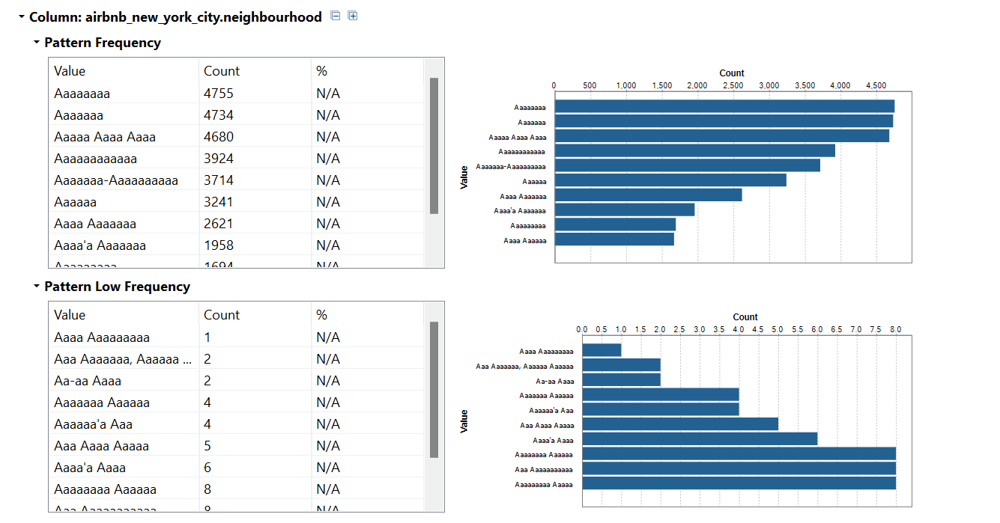 Column: airbnb_new_york_city.neighbourhood
Pattern Frequency
Value Count %
Aaaaaaaa 4755 N/A
Aaaaaaa 4734 N/A
Aaaaa Aaaa Aaaa 4680 N/A
Aaaaaaaaaaaa 3924 N/A
Aaaaaaa-Aaaaaaaaaa 3714 N/A
Aaaaaa 3241 N/A
Aaaa Aaaaaaa 2621 N/A
Aaaa'a Aaaaaaa 1958 N/A
Aaaaaaaaa 1694 N/A
Count
0 500 1,000 1,500 2,000 2,500 3,000 3,500 4,000 4,500
Value
Aaaaaaaa
Aaaaaaa
Aaaaa Aaaa Aaaa
Aaaaaaaaaaaa
Aaaaaaa-Aaaaaaaaaa
Aaaaaa
Aaaa Aaaaaaa
Aaaa'a Aaaaaaa
Aaaaaaaaa
Aaaa Aaaaaa
Pattern Low Frequency
Value Count %
Aaaa Aaaaaaaaa 1 N/A
Aaa Aaaaaaa, Aaaaaa ... 2 N/A
Aa-aa Aaaa 2 N/A
Aaaaaaa Aaaaaa 4 N/A
Aaaaaa'a Aaa 4 N/A
Aaa Aaaa Aaaaa 5 N/A
Aaaa'a Aaaa 6 N/A
Aaaaaaaa Aaaaaa 8 N/A
Aaa Aaaaaaaaaaa 8 N/A
Count
0.0 0.5 1.0 1.5 2.0 2.5 3.0 3.5 4.0 4.5 5.0 5.5 6.0 6.5 7.0 7.5 8.0
Value
Aaaa Aaaaaaaaa
Aaa Aaaaaaa, Aaaaaa Aaaaaa
Aa-aa Aaaa
Aaaaaaa Aaaaaa
Aaaaaa'a Aaa
Aaa Aaaa Aaaaa
Aaaa'a Aaaa
Aaaaaaaa Aaaaaa
Aaa Aaaaaaaaaaa
Aaaaaaaaa Aaaaa